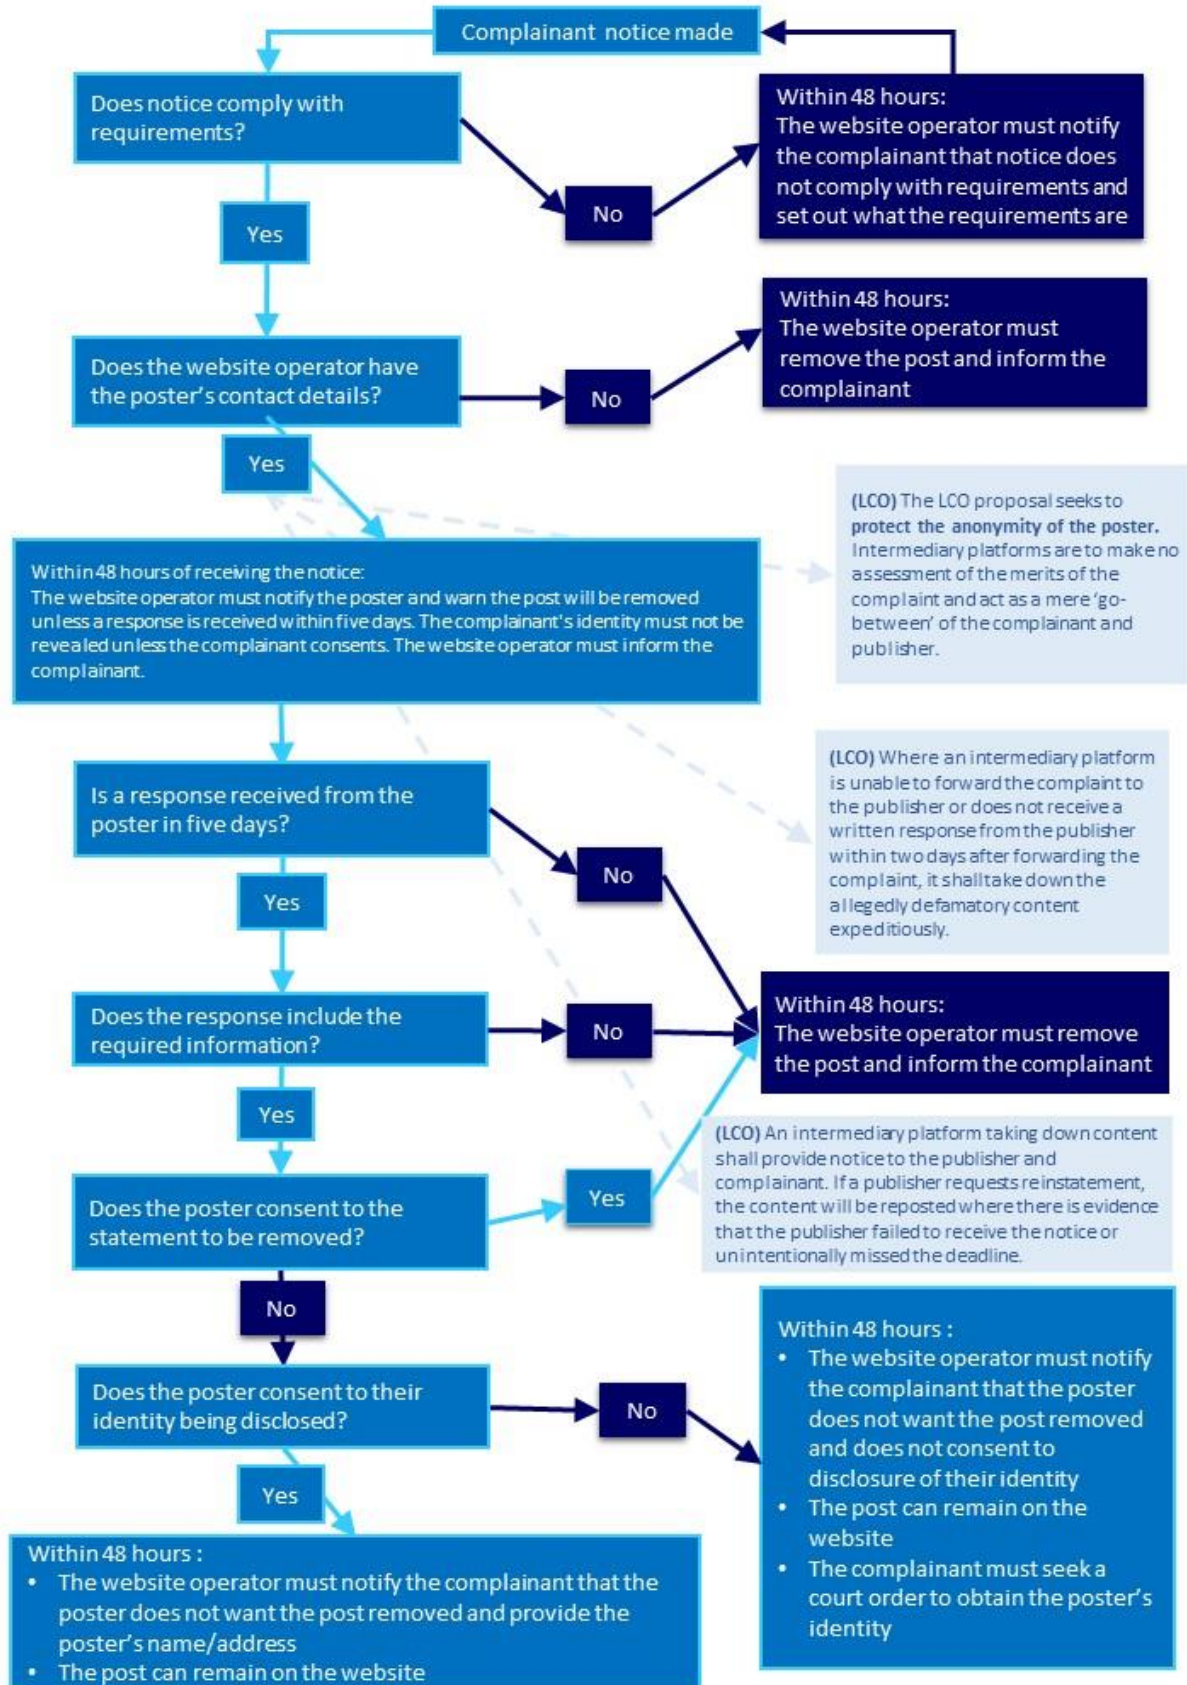 Complainant notice made
Does notice comply with
requirements?
Within 48 hours:
The website operator must notify
the complainant that notice does
not comply with requirements and
set out what the requirements are
No
Yes
Within 48 hours:
The website operator must
remove the post and inform the
complainant
Does the website operator have
the poster's contact details?
No
Yes
(LCO) The LCO proposal seeks to
protect the anonymity of the poster.
Intermediary platforms are to make no
assessment of the merits of the
complaint and act as a mere 'go-
between' of the complainant and
publisher.
Within 48 hours of receiving the notice:
The website operator must notify the poster and warn the post will be removed
unless a response is received within five days. The complainant's identity must not be
revealed unless the complainant consents. The website operator must inform the
complainant.
(LCO) Where an intermediary platform
is unable to forward the complaint to
the publisher or does not receive a
written response from the publisher
within two days after forwarding the
complaint, it shall take down the
allegedly defamatory content
expeditiously.
Is a response received from the
poster in five days?
No
Yes
Within 48 hours:
The website operator must remove
the post and inform the complainant
Does the response include the
required information?
No
Yes
(LCO) An intermediary platform taking down content
shall provide notice to the publisher and
complainant. If a publisher requests reinstatement,
the content will be reposted where there is evidence
that the publisher failed to receive the notice or
unintentionally missed the deadline.
Does the poster consent to the
statement to be removed?
Yes
No
Does the poster consent to their
identity being disclosed?
No
Within 48 hours :
• The website operator must notify
the complainant that the poster
does not want the post removed
and does not consent to
disclosure of their identity
• The post can remain on the
website
• The complainant must seek a
court order to obtain the poster's
identity
Yes
Within 48 hours :
• The website operator must notify the complainant that the
poster does not want the post removed and provide the
poster's name/address
• The post can remain on the website